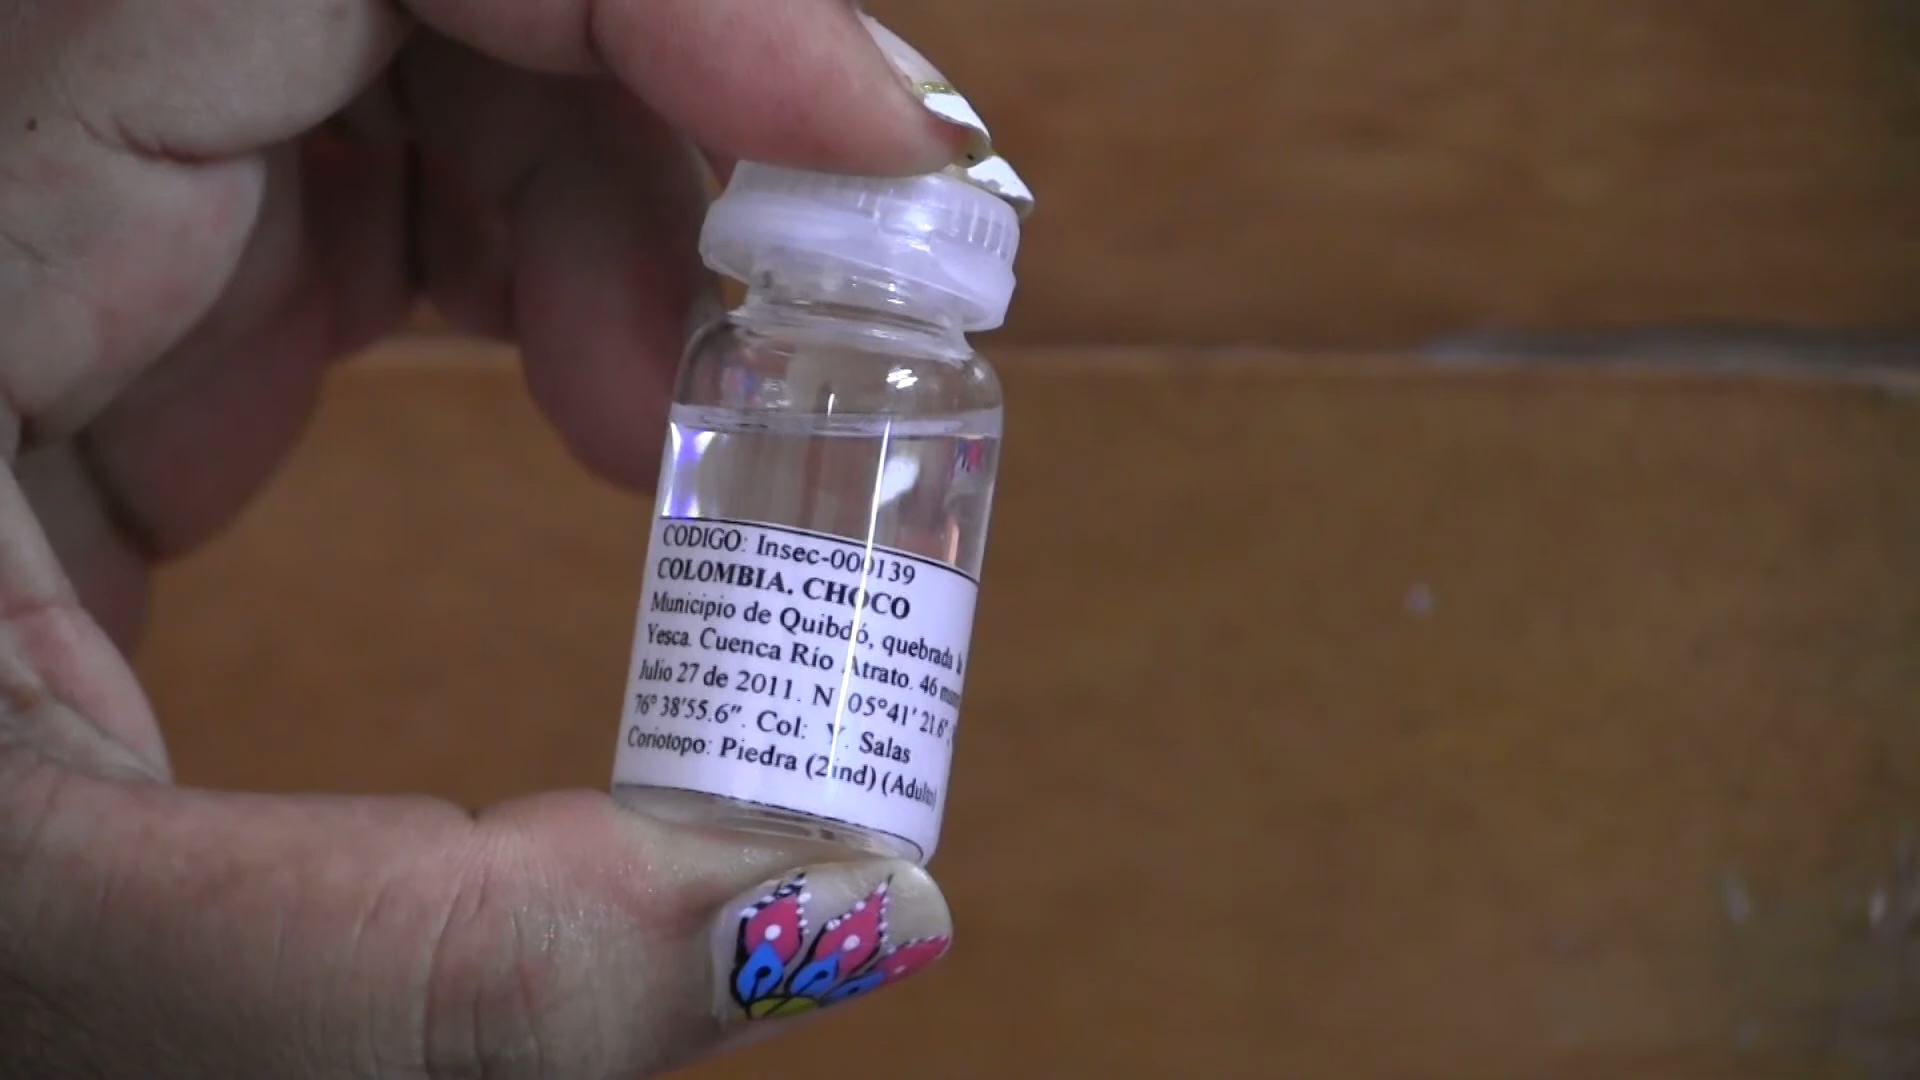 CODIGO: Insec-000139
COLOMBIA. CHOCO
Municipio de Quibdó, quebrada la
Yesca. Cuenca Río Atrato. 46
Julio 27 de 2011. N 05°41' 21.6".
76° 38'55.6". Col: Y. Salas
Coriotopo: Piedra (2ind) (Adulto)